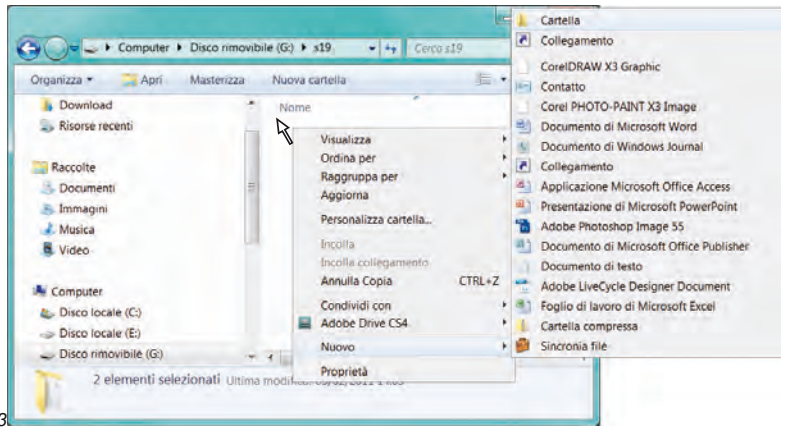 Computer ▸ Disco rimovibile (G:) ▸ s19
Cerca s19
Organizza
Apri
Masterizza
Nuova cartella
Download
Risorse recenti
Raccolte
Documenti
Immagini
Musica
Video
Computer
Disco locale (C:)
Disco locale (E:)
Disco rimovibile (G:)
Nome
Visualizza
Ordina per
Raggruppa per
Aggiorna
Personalizza cartella...
Incolla
Incolla collegamento
Annulla Copia CTRL+Z
Condividi con
Adobe Drive CS4
Nuovo
Proprietà
Cartella
Collegamento
CorelDRAW X3 Graphic
Contatto
Corel PHOTO-PAINT X3 Image
Documento di Microsoft Word
Documento di Windows Journal
Collegamento
Applicazione Microsoft Office Access
Presentazione di Microsoft PowerPoint
Adobe Photoshop Image 55
Documento di Microsoft Office Publisher
Documento di testo
Adobe LiveCycle Designer Document
Foglio di lavoro di Microsoft Excel
Cartella compressa
Sincronia file
2 elementi selezionati Ultima
3